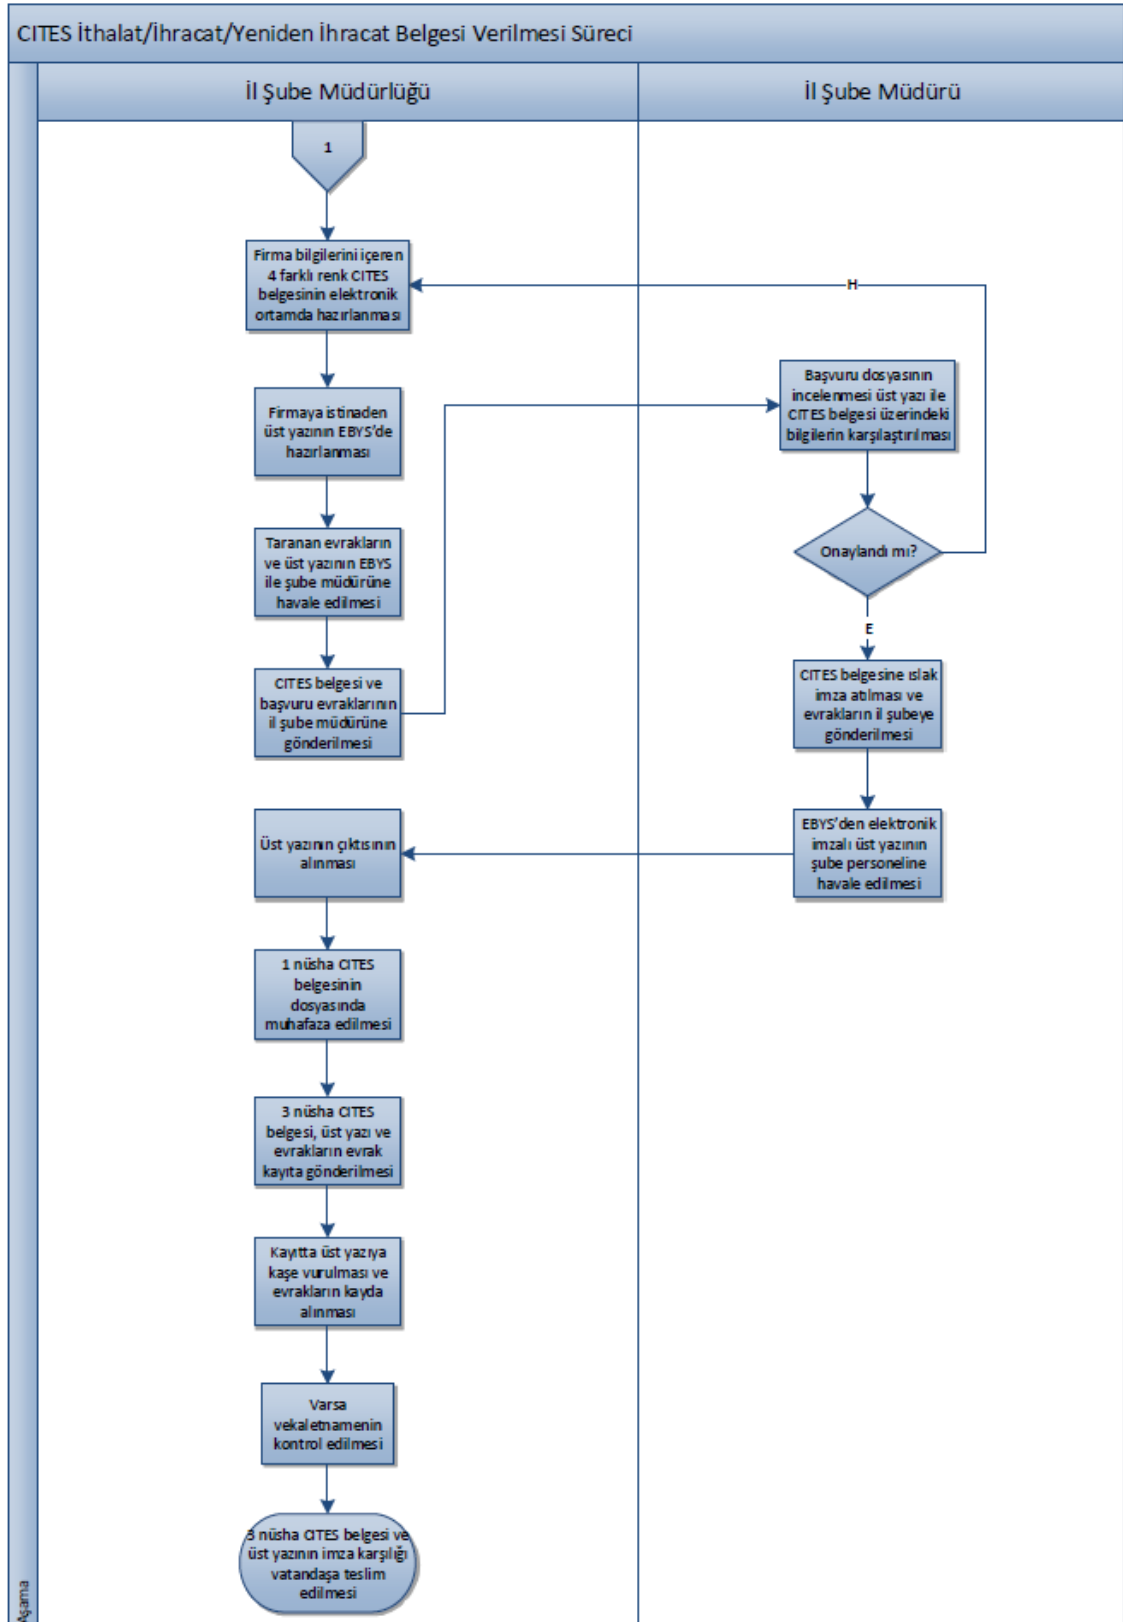 CITES İthalat/İhracat/Yeniden İhracat Belgesi Verilmesi Süreci
İl Şube Müdürlüğü
İl Şube Müdürü
1
Firma bilgilerini içeren
4 farklı renk CITES
belgesinin elektronik
ortamda hazırlanması
H
Firmaya istinaden
üst yazının EBYS'de
hazırlanması
Başvuru dosyasının
incelenmesi üst yazı ile
CITES belgesi üzerindeki
bilgilerin karşılaştırılması
Taranan evrakların
ve üst yazının EBYS
ile şube müdürüne
havale edilmesi
Onaylandı mı?
E
CITES belgesi ve
başvuru evraklarının
il şube müdürüne
gönderilmesi
CITES belgesine ıslak
imza atılması ve
evrakların il şubeye
gönderilmesi
EBYS'den elektronik
imzalı üst yazının
şube personeline
havale edilmesi
Üst yazının çıktısının
alınması
1 nüsha CITES
belgesinin
dosyasında
muhafaza edilmesi
3 nüsha CITES
belgesi, üst yazı ve
evrakların evrak
kayıta gönderilmesi
Kayıtta üst yazıya
kaşe vurulması ve
evrakların kayda
alınması
Varsa
vekaletnamenin
kontrol edilmesi
3 nüsha CITES belgesi ve
üst yazının imza karşılığı
vatandaşa teslim
edilmesi
Aşama